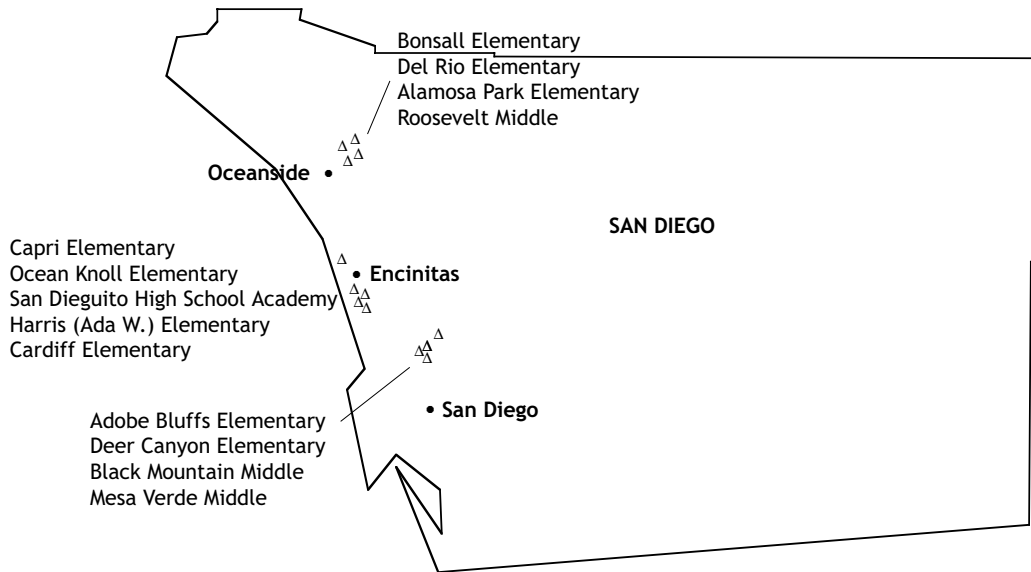 Bonsall Elementary
Del Rio Elementary
Alamosa Park Elementary
Roosevelt Middle
Oceanside
SAN DIEGO
Capri Elementary
Ocean Knoll Elementary
San Dieguito High School Academy
Harris (Ada W.) Elementary
Cardiff Elementary
Encinitas
San Diego
Adobe Bluffs Elementary
Deer Canyon Elementary
Black Mountain Middle
Mesa Verde Middle